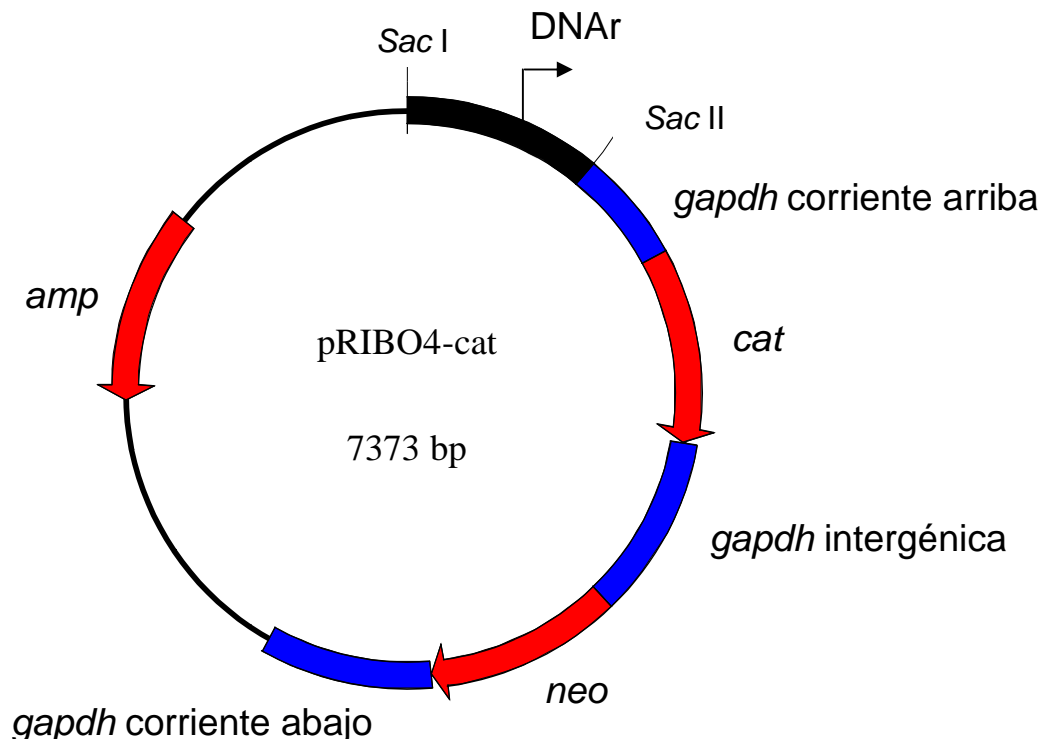 DNAr
Sac I
Sac II
gapdh corriente arriba
amp
cat
pRIBO4-cat
7373 bp
gapdh intergénica
neo
gapdh corriente abajo